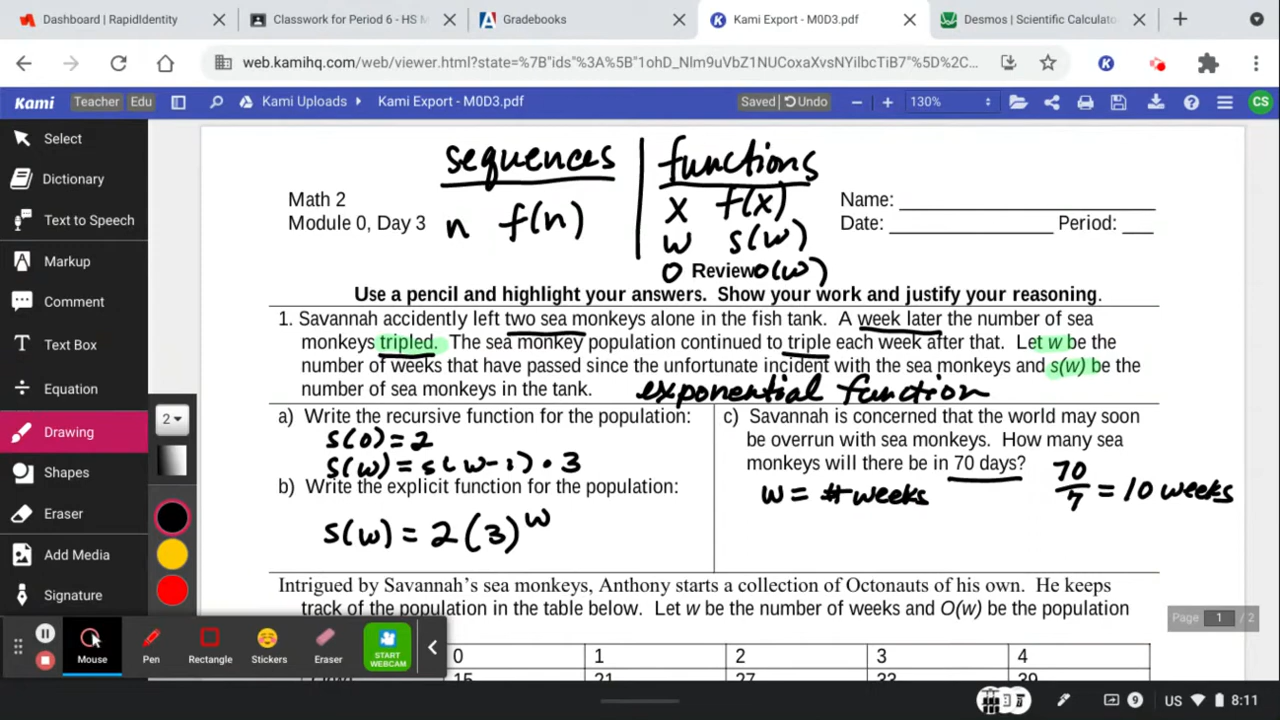 Dashboard | RapidIdentity
Classwork for Period 6 - HS M
Gradebooks
Kami Export - M0D3.pdf
Desmos | Scientific Calculato
web.kamihq.com/web/viewer.html?state=%7B"ids"%3A%5B"1ohD_Nlm9uVbZ1NUCoxaXvsNYilbcTiB7"%5D%2C...
Kami Teacher Edu Kami Uploads Kami Export - M0D3.pdf Saved Undo 130% CS
Select
Dictionary
Text to Speech
Markup
Comment
Text Box
Equation
Drawing
Shapes
Eraser
Add Media
Signature
2
sequences functions
n f(n) x f(x)
w s(w)
O O(w)
Math 2
Module 0, Day 3
Name:
Date: Period:
Review
Use a pencil and highlight your answers. Show your work and justify your reasoning.
1. Savannah accidently left two sea monkeys alone in the fish tank. A week later the number of sea
monkeys tripled. The sea monkey population continued to triple each week after that. Let w be the
number of weeks that have passed since the unfortunate incident with the sea monkeys and s(w) be the
number of sea monkeys in the tank.
exponential function
a) Write the recursive function for the population:
s(0) = 2
s(w) = s(w-1) · 3
b) Write the explicit function for the population:
s(w) = 2(3)^w
c) Savannah is concerned that the world may soon
be overrun with sea monkeys. How many sea
monkeys will there be in 70 days?
w = # weeks 70/7 = 10 weeks
Intrigued by Savannah's sea monkeys, Anthony starts a collection of Octonauts of his own. He keeps
track of the population in the table below. Let w be the number of weeks and O(w) be the population
0 1 2 3 4
15 21 27 33 39
Page 1 / 2
Mouse Pen Rectangle Stickers Eraser START WEBCAM
9 US 8:11